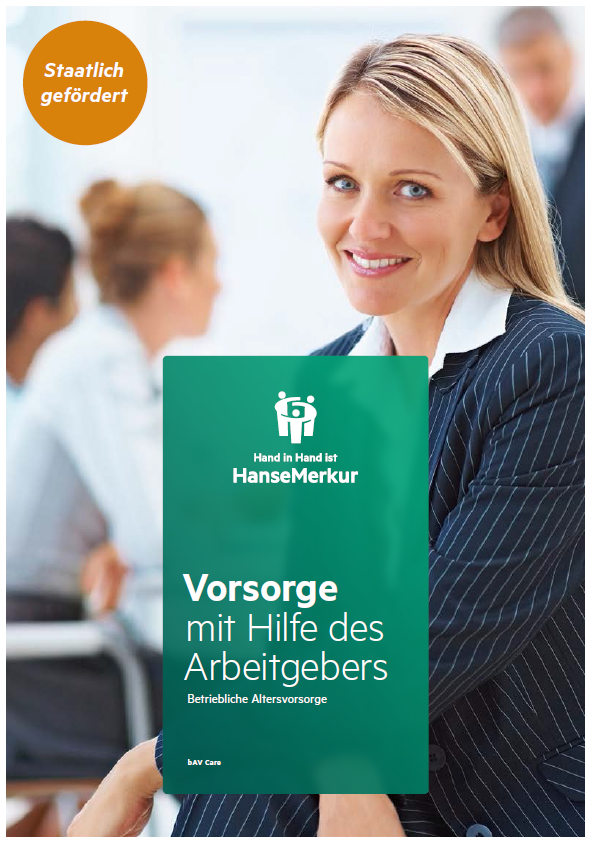 Staatlich
gefördert
Hand in Hand ist
HanseMerkur
Vorsorge
mit Hilfe des
Arbeitgebers
Betriebliche Altersvorsorge
bAV Care